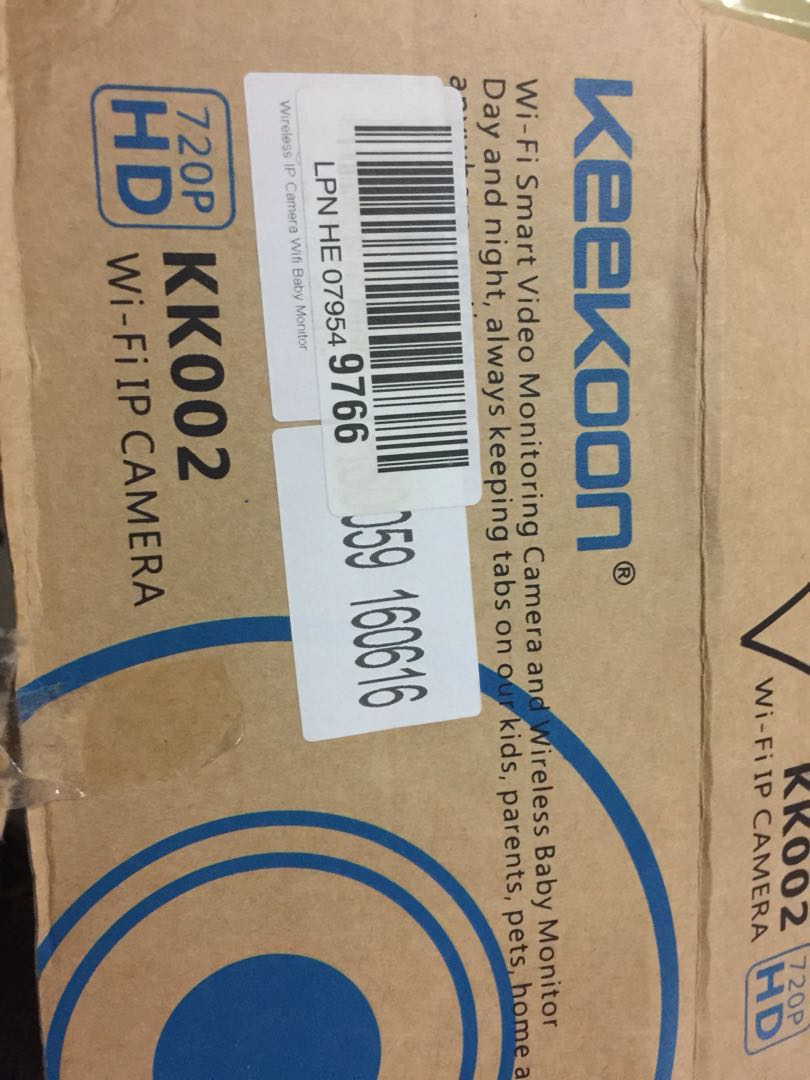 keekoon®
Wi-Fi Smart Video Monitoring Camera and Wireless Baby Monitor
Day and night, always keeping tabs on our kids, parents, pets, home a
LPN HE 07954 9766
Wireless IP Camera Wifi Baby Monitor
059 160616
720P
HD
KK002
Wi-Fi IP CAMERA
KK002
Wi-Fi IP CAMERA
720P
HD